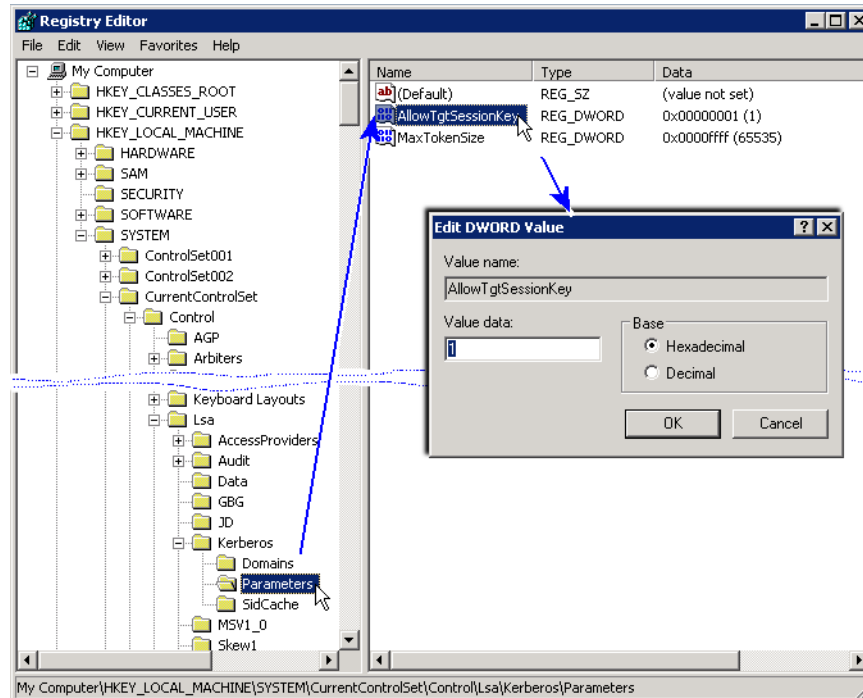 Registry Editor
File Edit View Favorites Help
My Computer
HKEY_CLASSES_ROOT
HKEY_CURRENT_USER
HKEY_LOCAL_MACHINE
HARDWARE
SAM
SECURITY
SOFTWARE
SYSTEM
ControlSet001
ControlSet002
CurrentControlSet
Control
AGP
Arbiters
Keyboard Layouts
Lsa
AccessProviders
Audit
Data
GBG
JD
Kerberos
Domains
Parameters
SidCache
MSV1_0
Skew1
Name Type Data
(Default) REG_SZ (value not set)
AllowTgtSessionKey REG_DWORD 0x00000001 (1)
MaxTokenSize REG_DWORD 0x0000ffff (65535)
Edit DWORD Value
Value name:
AllowTgtSessionKey
Value data:
1
Base
Hexadecimal
Decimal
OK Cancel
My Computer\HKEY_LOCAL_MACHINE\SYSTEM\CurrentControlSet\Control\Lsa\Kerberos\Parameters